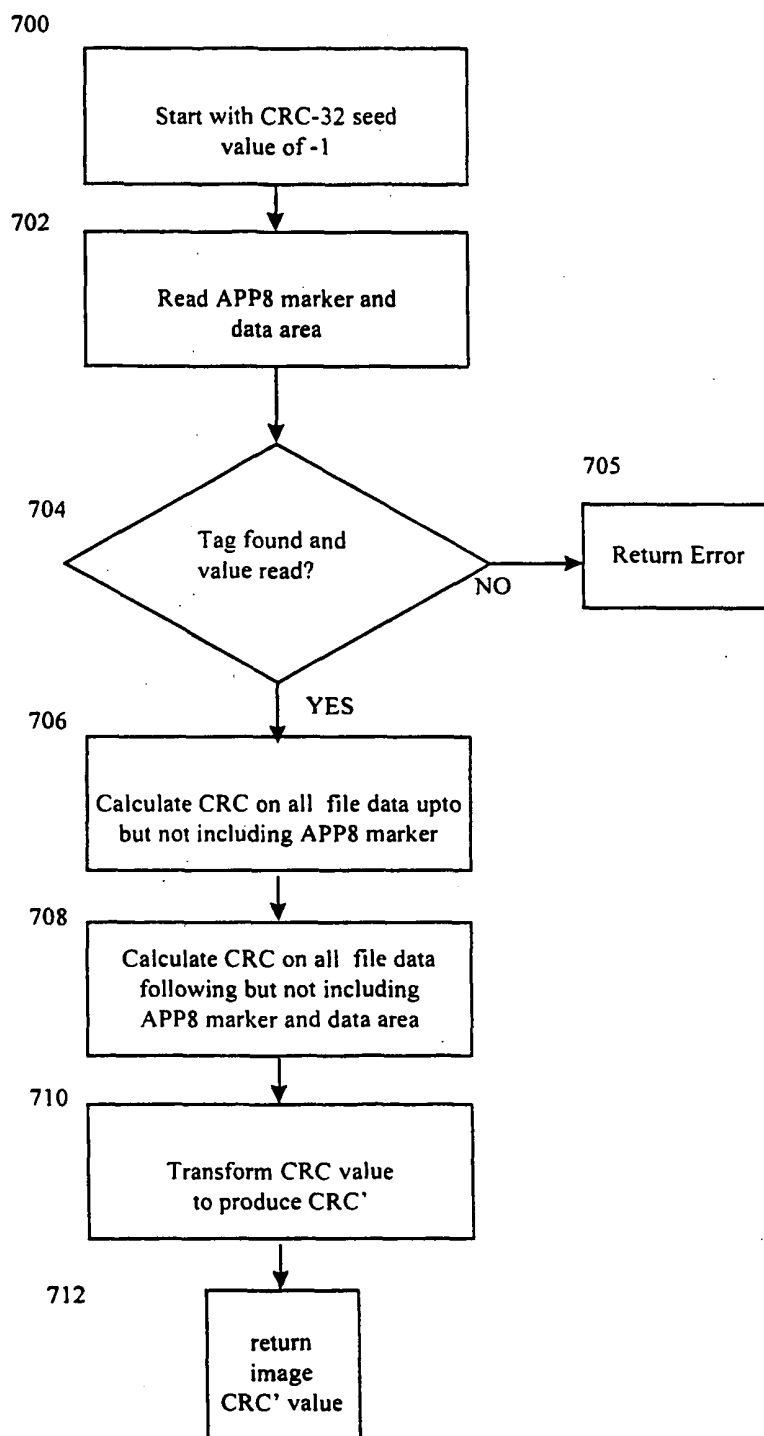 700
Start with CRC-32 seed
value of -1
702
Read APP8 marker and
data area
704
Tag found and
value read?
NO
705
Return Error
YES
706
Calculate CRC on all file data upto
but not including APP8 marker
708
Calculate CRC on all file data
following but not including
APP8 marker and data area
710
Transform CRC value
to produce CRC'
712
return
image
CRC' value